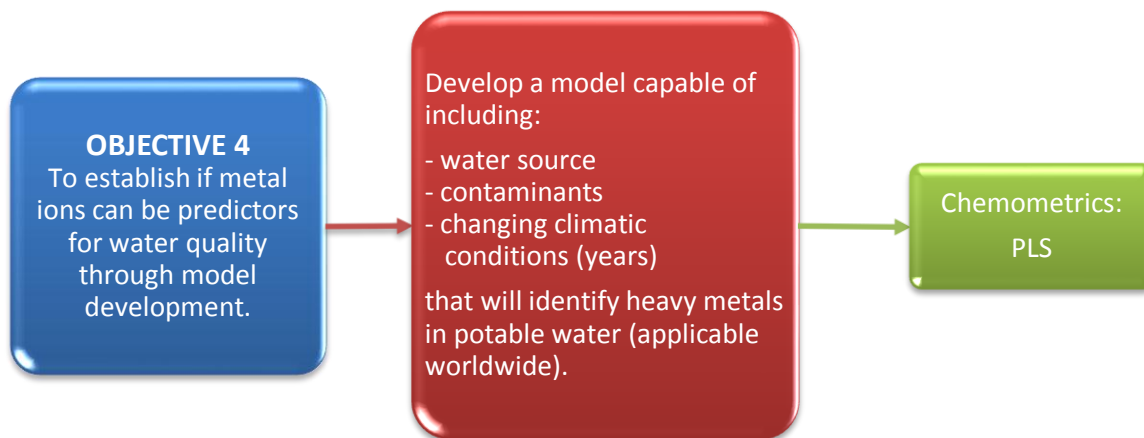 OBJECTIVE 4
To establish if metal
ions can be predictors
for water quality
through model
development.
Develop a model capable of
including:
- water source
- contaminants
- changing climatic
conditions (years)
that will identify heavy metals
in potable water (applicable
worldwide).
Chemometrics:
PLS